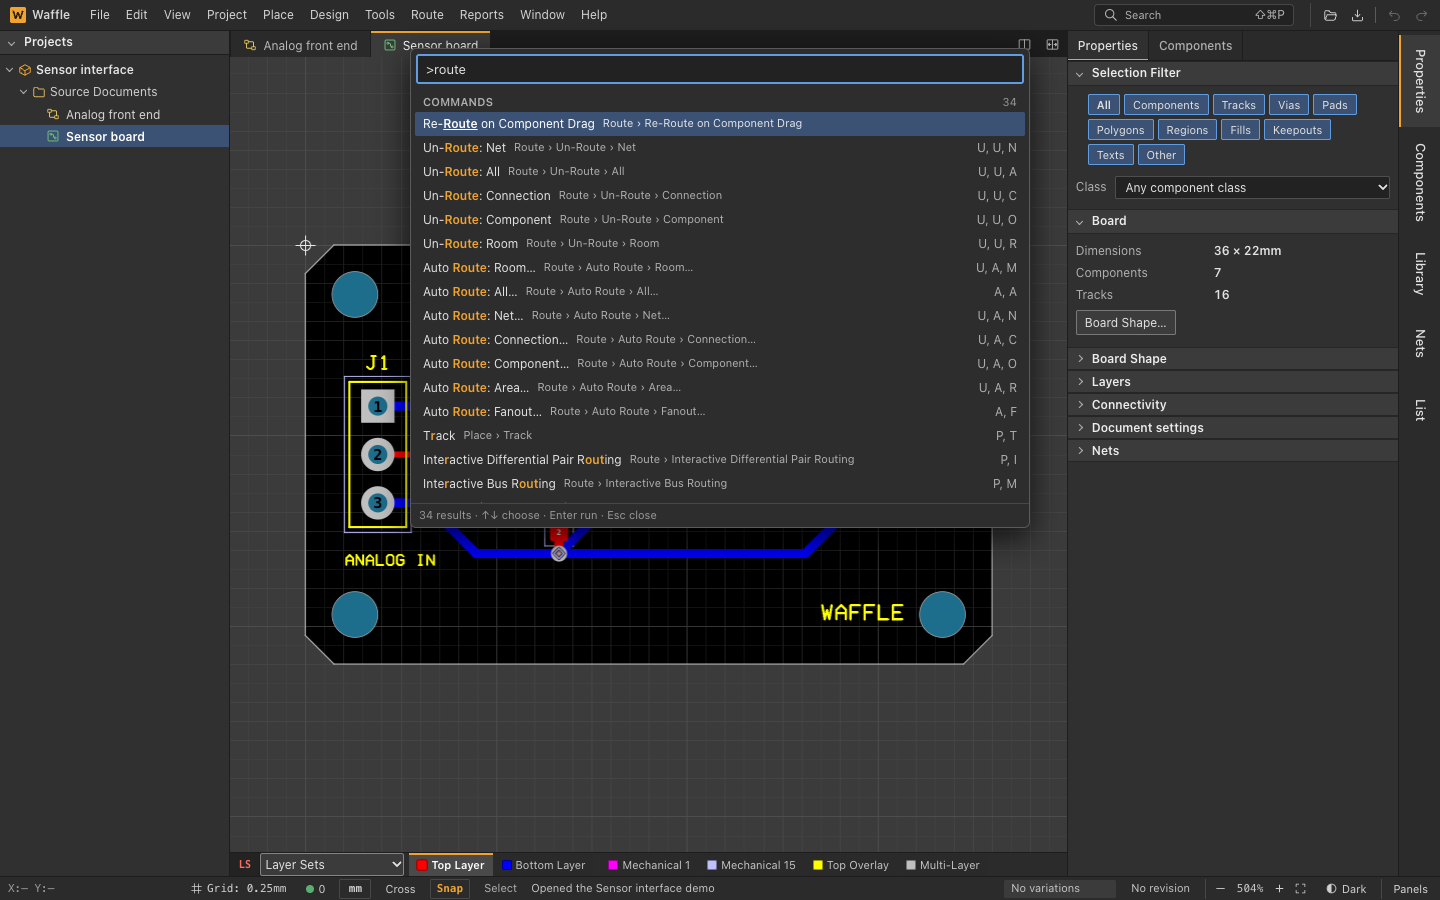 Waffle File Edit View Project Place Design Tools Route Reports Window Help Search ⇧⌘P
Projects
Sensor interface
Source Documents
Analog front end
Sensor board
Analog front end Sensor board
>route
COMMANDS 34
Re-Route on Component Drag Route › Re-Route on Component Drag
Un-Route: Net Route › Un-Route › Net U, U, N
Un-Route: All Route › Un-Route › All U, U, A
Un-Route: Connection Route › Un-Route › Connection U, U, C
Un-Route: Component Route › Un-Route › Component U, U, O
Un-Route: Room Route › Un-Route › Room U, U, R
Auto Route: Room... Route › Auto Route › Room... U, A, M
Auto Route: All... Route › Auto Route › All... A, A
Auto Route: Net... Route › Auto Route › Net... U, A, N
Auto Route: Connection... Route › Auto Route › Connection... U, A, C
Auto Route: Component... Route › Auto Route › Component... U, A, O
Auto Route: Area... Route › Auto Route › Area... U, A, R
Auto Route: Fanout... Route › Auto Route › Fanout... A, F
Track Place › Track P, T
Interactive Differential Pair Routing Route › Interactive Differential Pair Routing P, I
Interactive Bus Routing Route › Interactive Bus Routing P, M
34 results · ↑↓ choose · Enter run · Esc close
J1
1
2
3
2
ANALOG IN
WAFFLE
Properties Components
Selection Filter
All Components Tracks Vias Pads
Polygons Regions Fills Keepouts
Texts Other
Class Any component class
Board
Dimensions 36 × 22mm
Components 7
Tracks 16
Board Shape...
Board Shape
Layers
Connectivity
Document settings
Nets
Properties
Components
Library
Nets
List
LS Layer Sets Top Layer Bottom Layer Mechanical 1 Mechanical 15 Top Overlay Multi-Layer
X:— Y:— Grid: 0.25mm 0 mm Cross Snap Select Opened the Sensor interface demo No variations No revision − 504% + Dark Panels